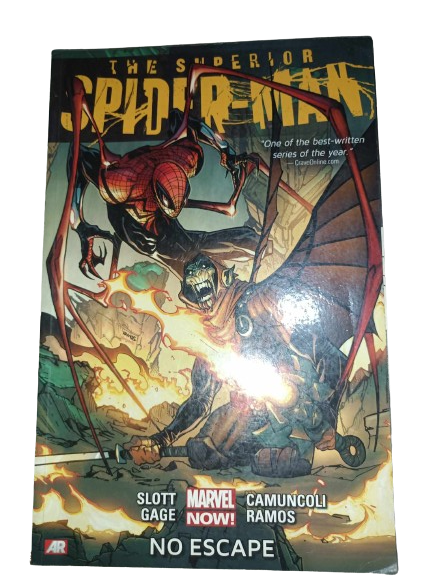 THE SUPERIOR
SPIDER-MAN
"One of the best-written
series of the year."
— CraveOnline.com
SLOTT
GAGE
MARVEL
NOW!
CAMUNCOLI
RAMOS
AR
NO ESCAPE